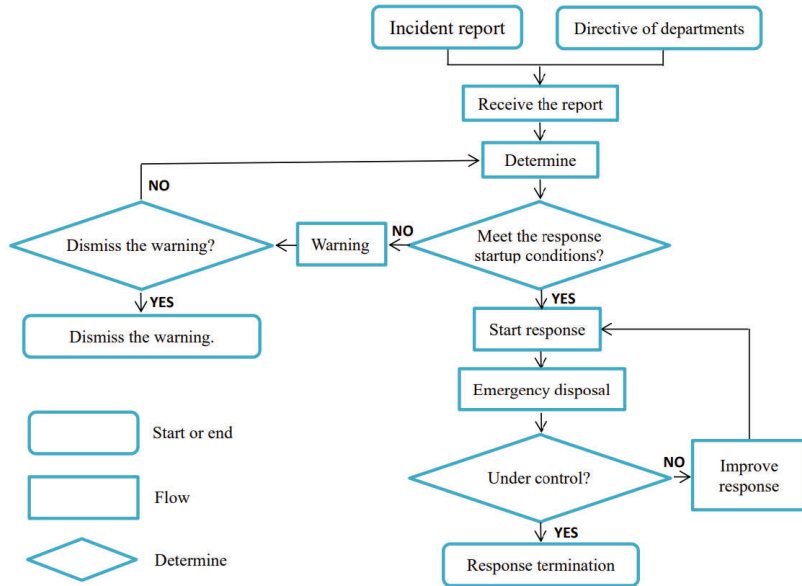 Incident report
Directive of departments
Receive the report
Determine
NO
Dismiss the warning?
Warning
NO
Meet the response
startup conditions?
YES
YES
Dismiss the warning.
Start response
Emergency disposal
Start or end
Under control?
NO
Improve
response
Flow
YES
Determine
Response termination